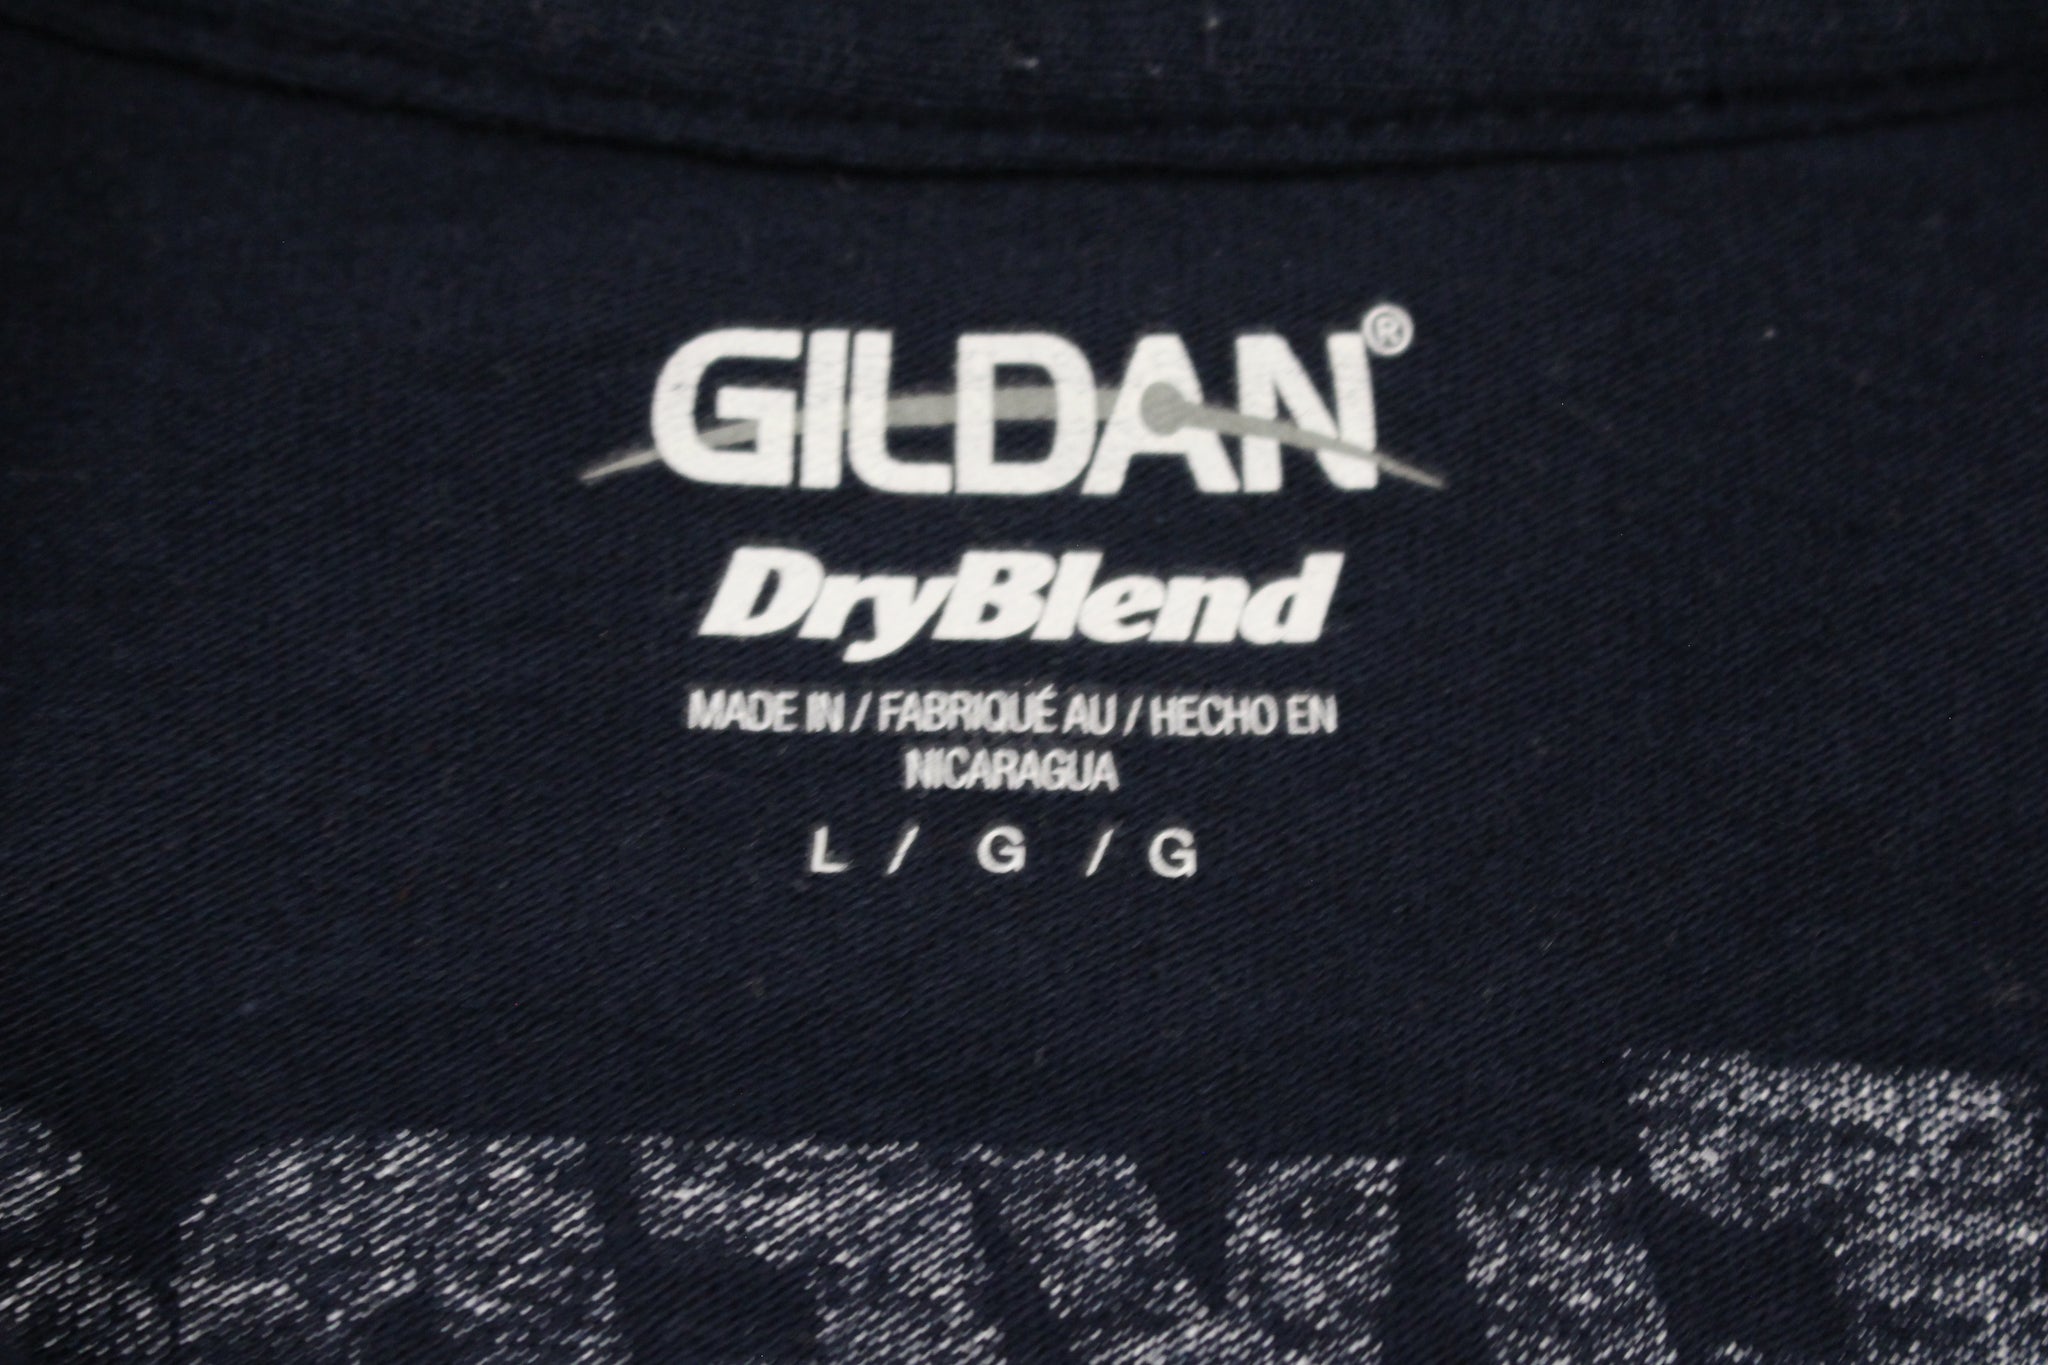 GILDAN®
DryBlend
MADE IN / FABRIQUÉ AU / HECHO EN
NICARAGUA
L / G / G